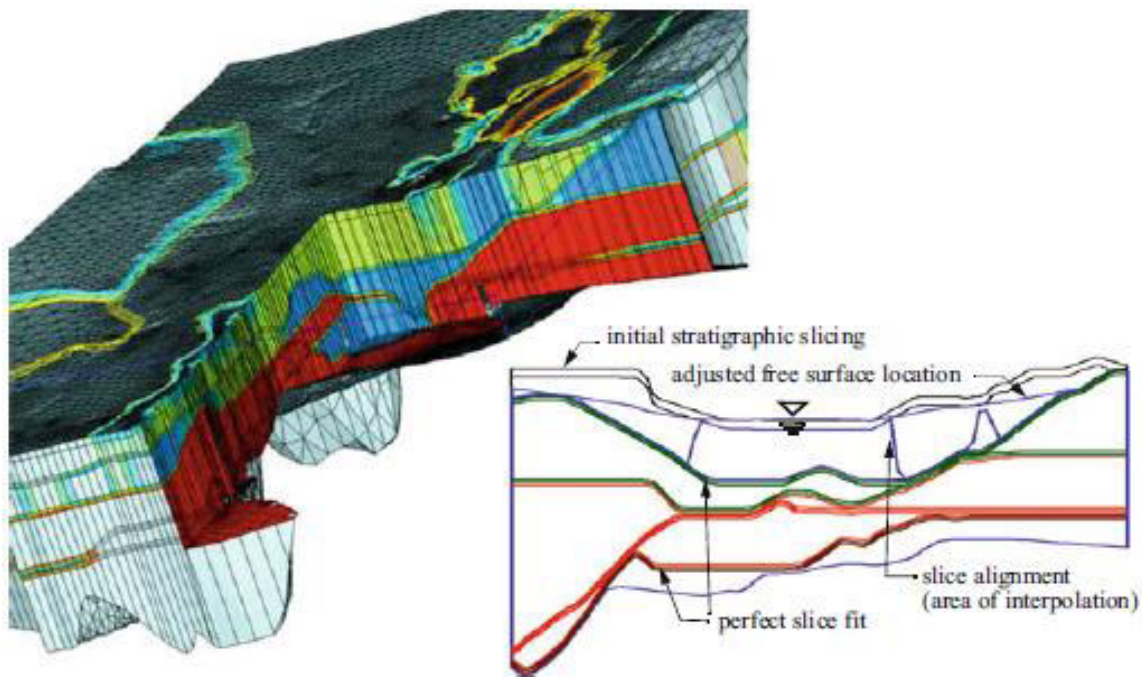 initial stratigraphic slicing
adjusted free surface location
slice alignment
(area of interpolation)
perfect slice fit